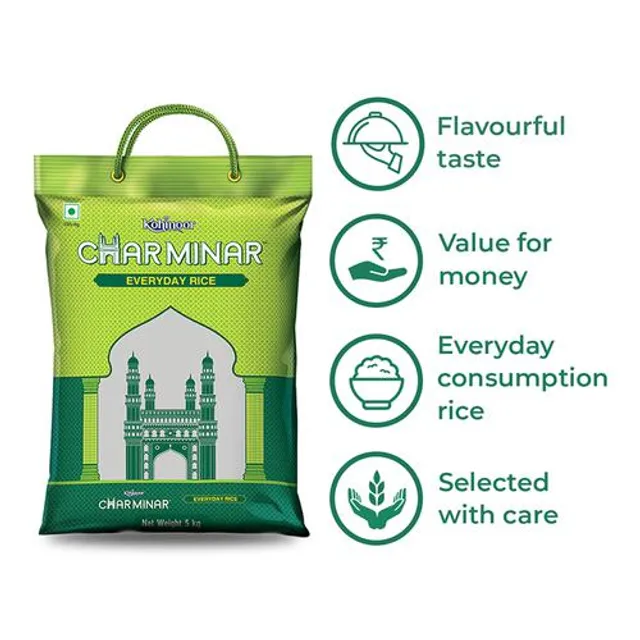 Kohinoor
CHARMINAR
EVERYDAY RICE
Kohinoor
CHARMINAR
EVERYDAY RICE
Net Weight 5 kg
Flavourful
taste
₹
Value for
money
Everyday
consumption
rice
Selected
with care